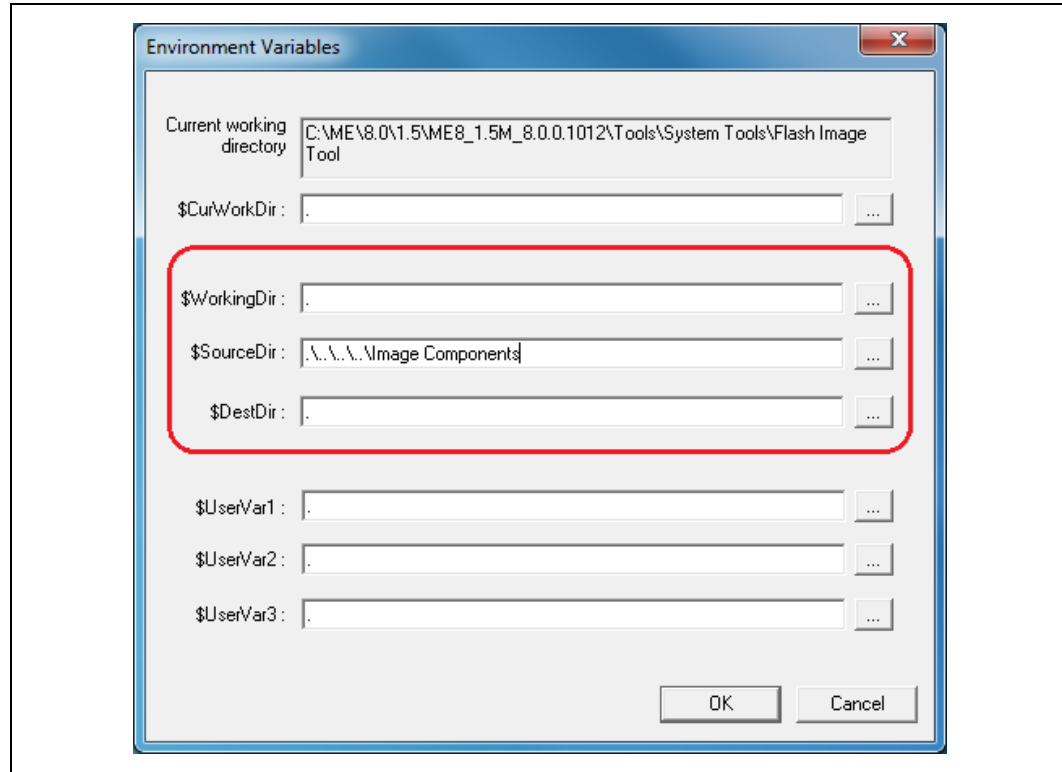 Environment Variables
Current working directory
C:\ME\8.0\1.5\ME8_1.5M_8.0.0.1012\Tools\System Tools\Flash Image
Tool
$CurWorkDir : .
...
$WorkingDir : .
...
$SourceDir : .\..\..\..\Image Components
...
$DestDir : .
...
$UserVar1 : .
...
$UserVar2 : .
...
$UserVar3 : .
...
OK
Cancel